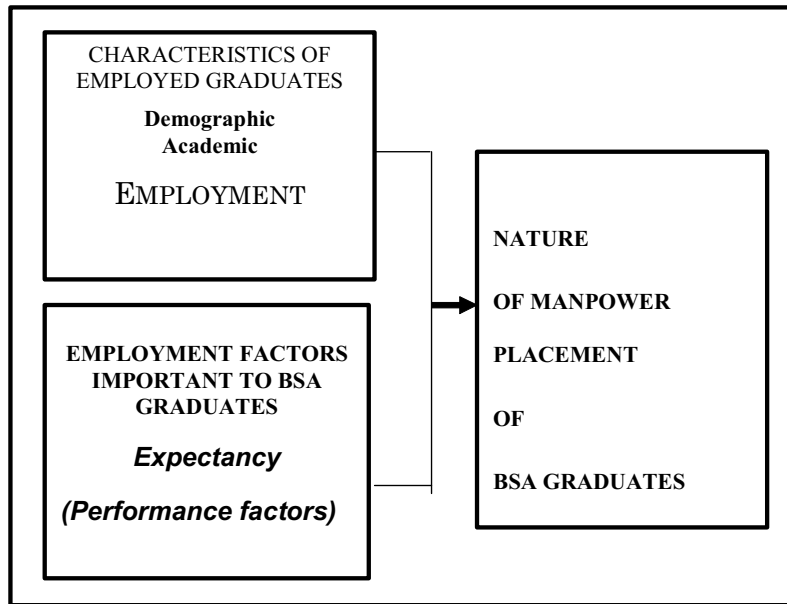 CHARACTERISTICS OF
EMPLOYED GRADUATES
Demographic
Academic
EMPLOYMENT
EMPLOYMENT FACTORS
IMPORTANT TO BSA
GRADUATES
Expectancy
(Performance factors)
NATURE
OF MANPOWER
PLACEMENT
OF
BSA GRADUATES